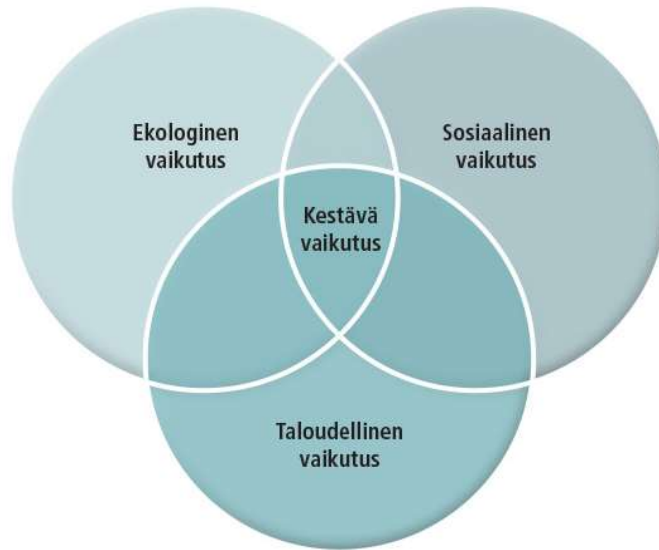 Ekologinen
vaikutus
Sosiaalinen
vaikutus
Kestävä
vaikutus
Taloudellinen
vaikutus